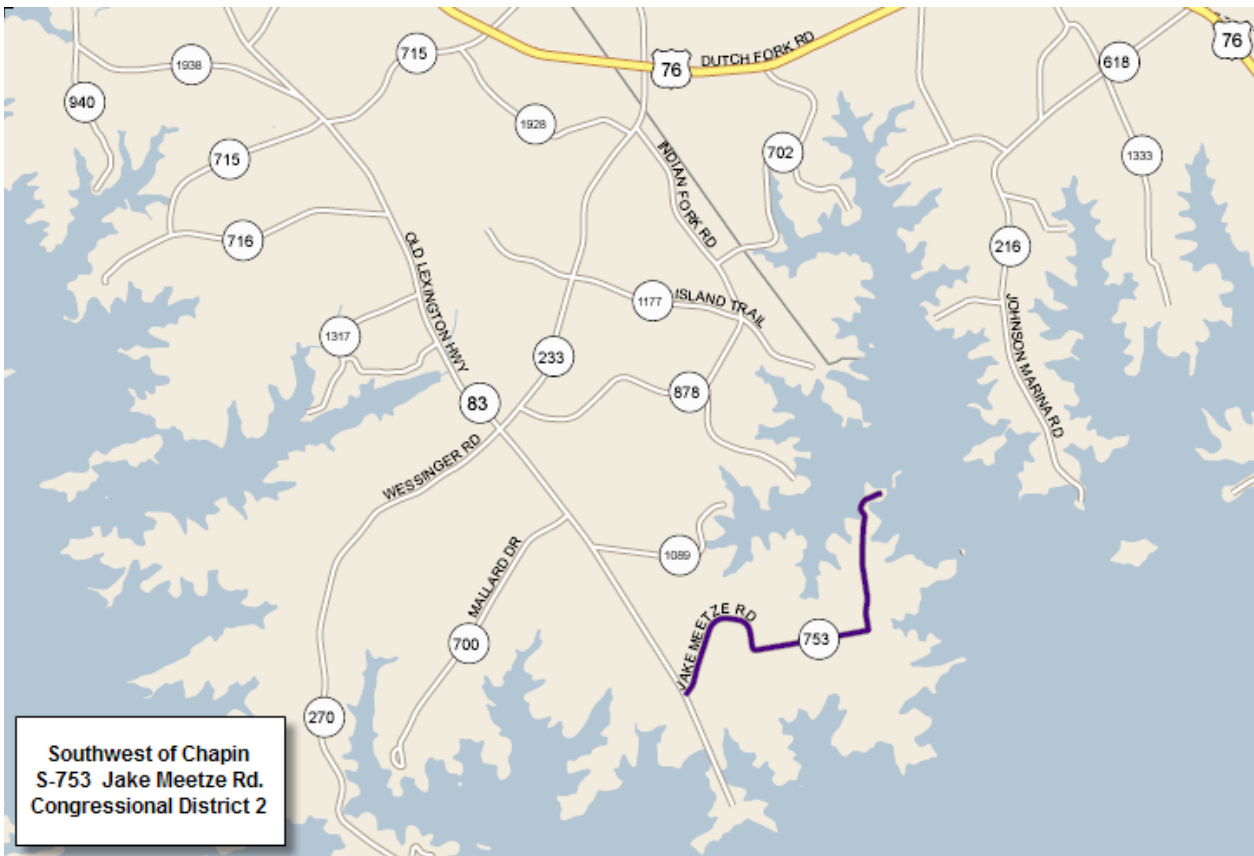 76
DUTCH FORK RD
76
1938
715
618
940
1928
715
702
1333
INDIAN FORK RD
716
OLD LEXINGTON HWY
216
1177
ISLAND TRAIL
JOHNSON MARINA RD
1317
233
878
83
WESSINGER RD
MALLARD DR
1089
JAKE MEETZE RD
753
700
270
Southwest of Chapin
S-753 Jake Meetze Rd.
Congressional District 2